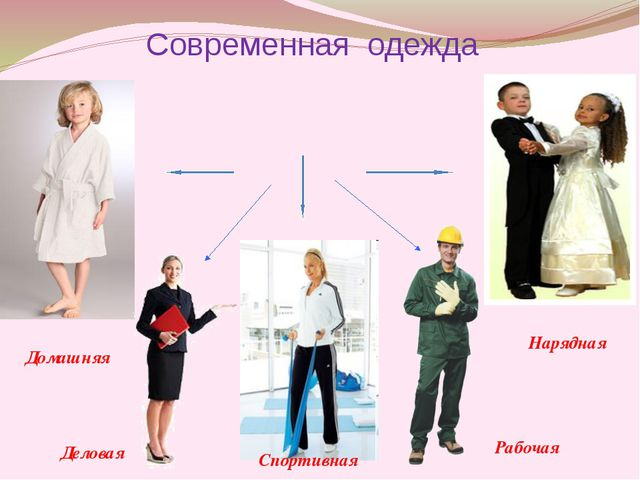 Современная одежда
Нарядная
Домашняя
Рабочая
Деловая
Спортивная